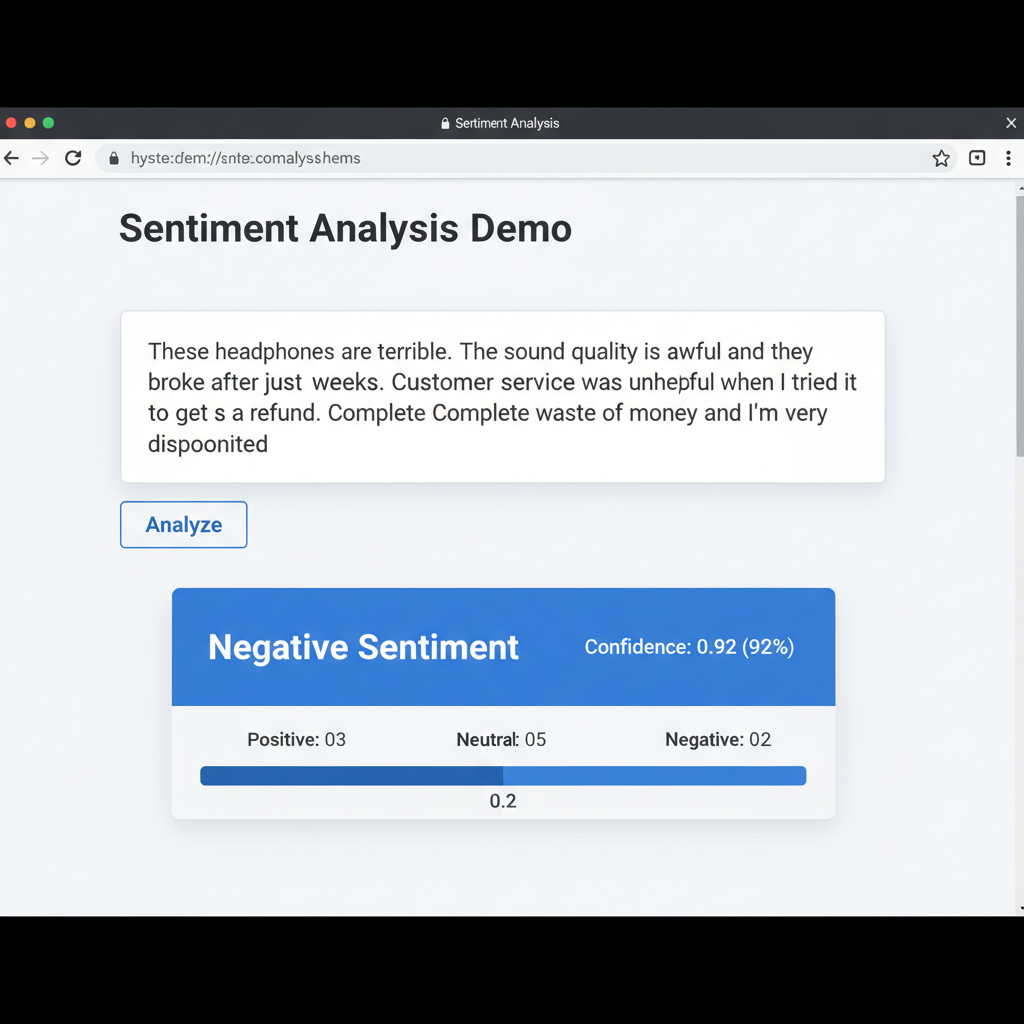 Sertiment Analysis
hyste:dem://snte:.comalysshems
Sentiment Analysis Demo
These headphones are terrible. The sound quality is awful and they
broke after just weeks. Customer service was unhepful when I tried it
to get s a refund. Complete Complete waste of money and I'm very
dispoonited
Analyze
Negative Sentiment Confidence: 0.92 (92%)
Positive: 03 Neutral: 05 Negative: 02
0.2